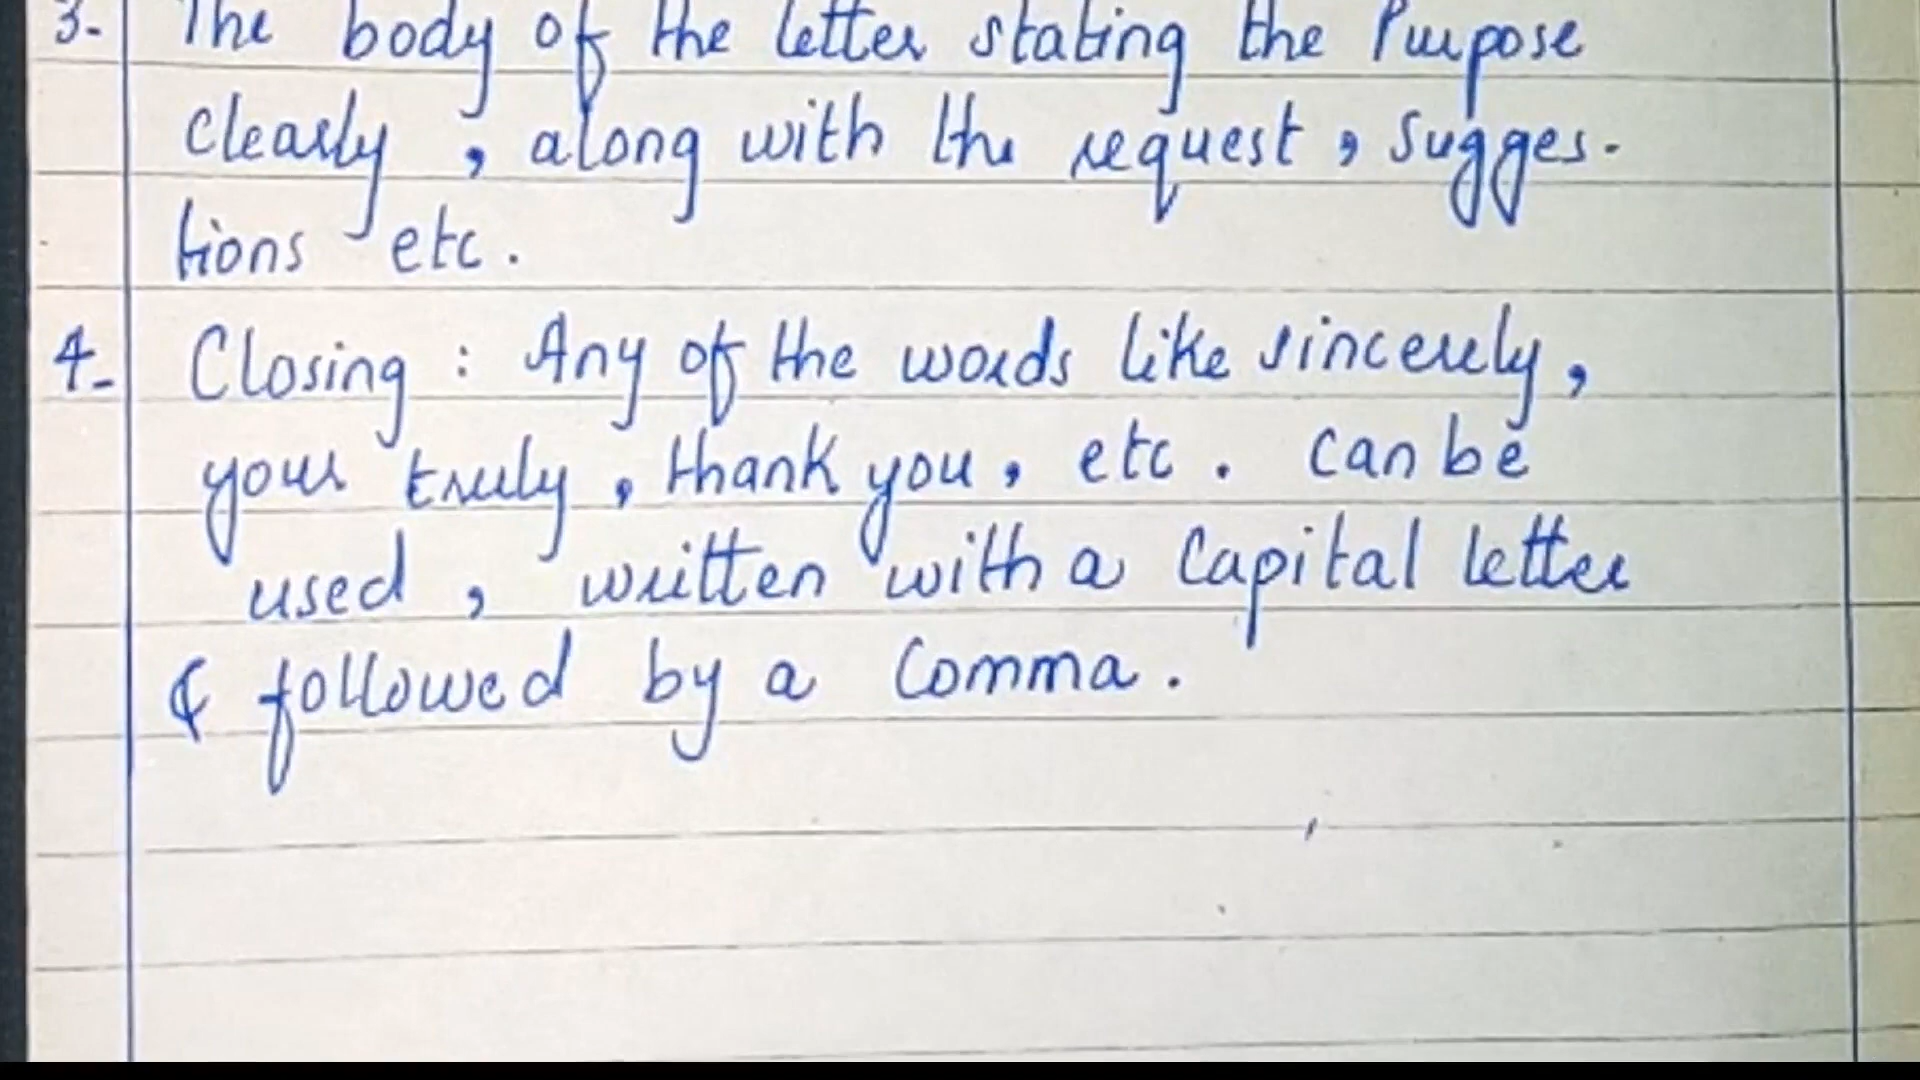 3. The body of the letter stating the Purpose
clearly, along with the request, sugges-
tions etc.
4. Closing : Any of the words like sincerely,
your truly, thank you, etc. can be
used, written with a Capital letter
& followed by a Comma.